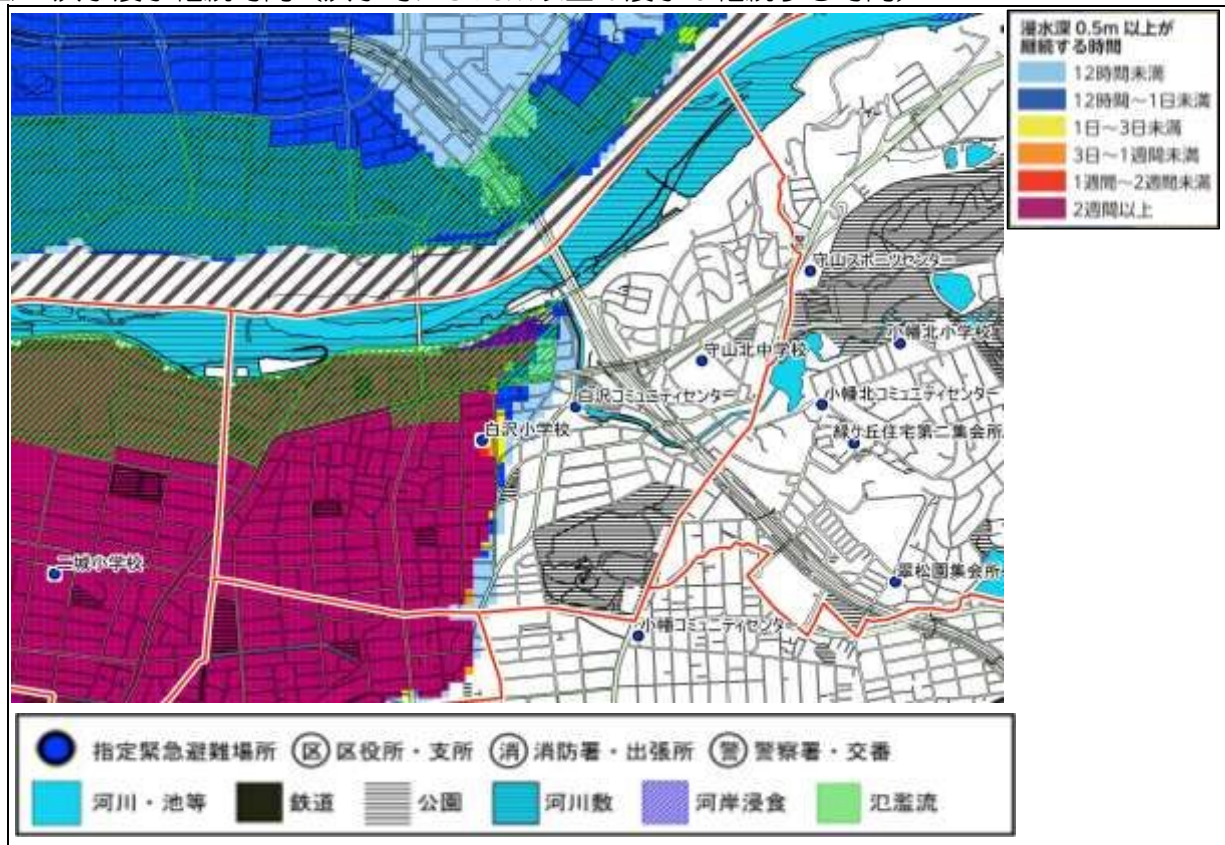 浸水深 0.5m 以上が
継続する時間
12時間未満
12時間～1日未満
1日～3日未満
3日～1週間未満
1週間～2週間未満
2週間以上
守山スポーツセンター
小幡北小学校
守山北中学校
白沢コミュニティセンター
小幡北コミュニティセンター
白沢小学校
緑ヶ丘住宅第二集会所
二城小学校
翠松園集会所
小幡コミュニティセンター
指定緊急避難場所 区 区役所・支所 消 消防署・出張所 警 警察署・交番
河川・池等 鉄道 公園 河川敷 河岸浸食 氾濫流